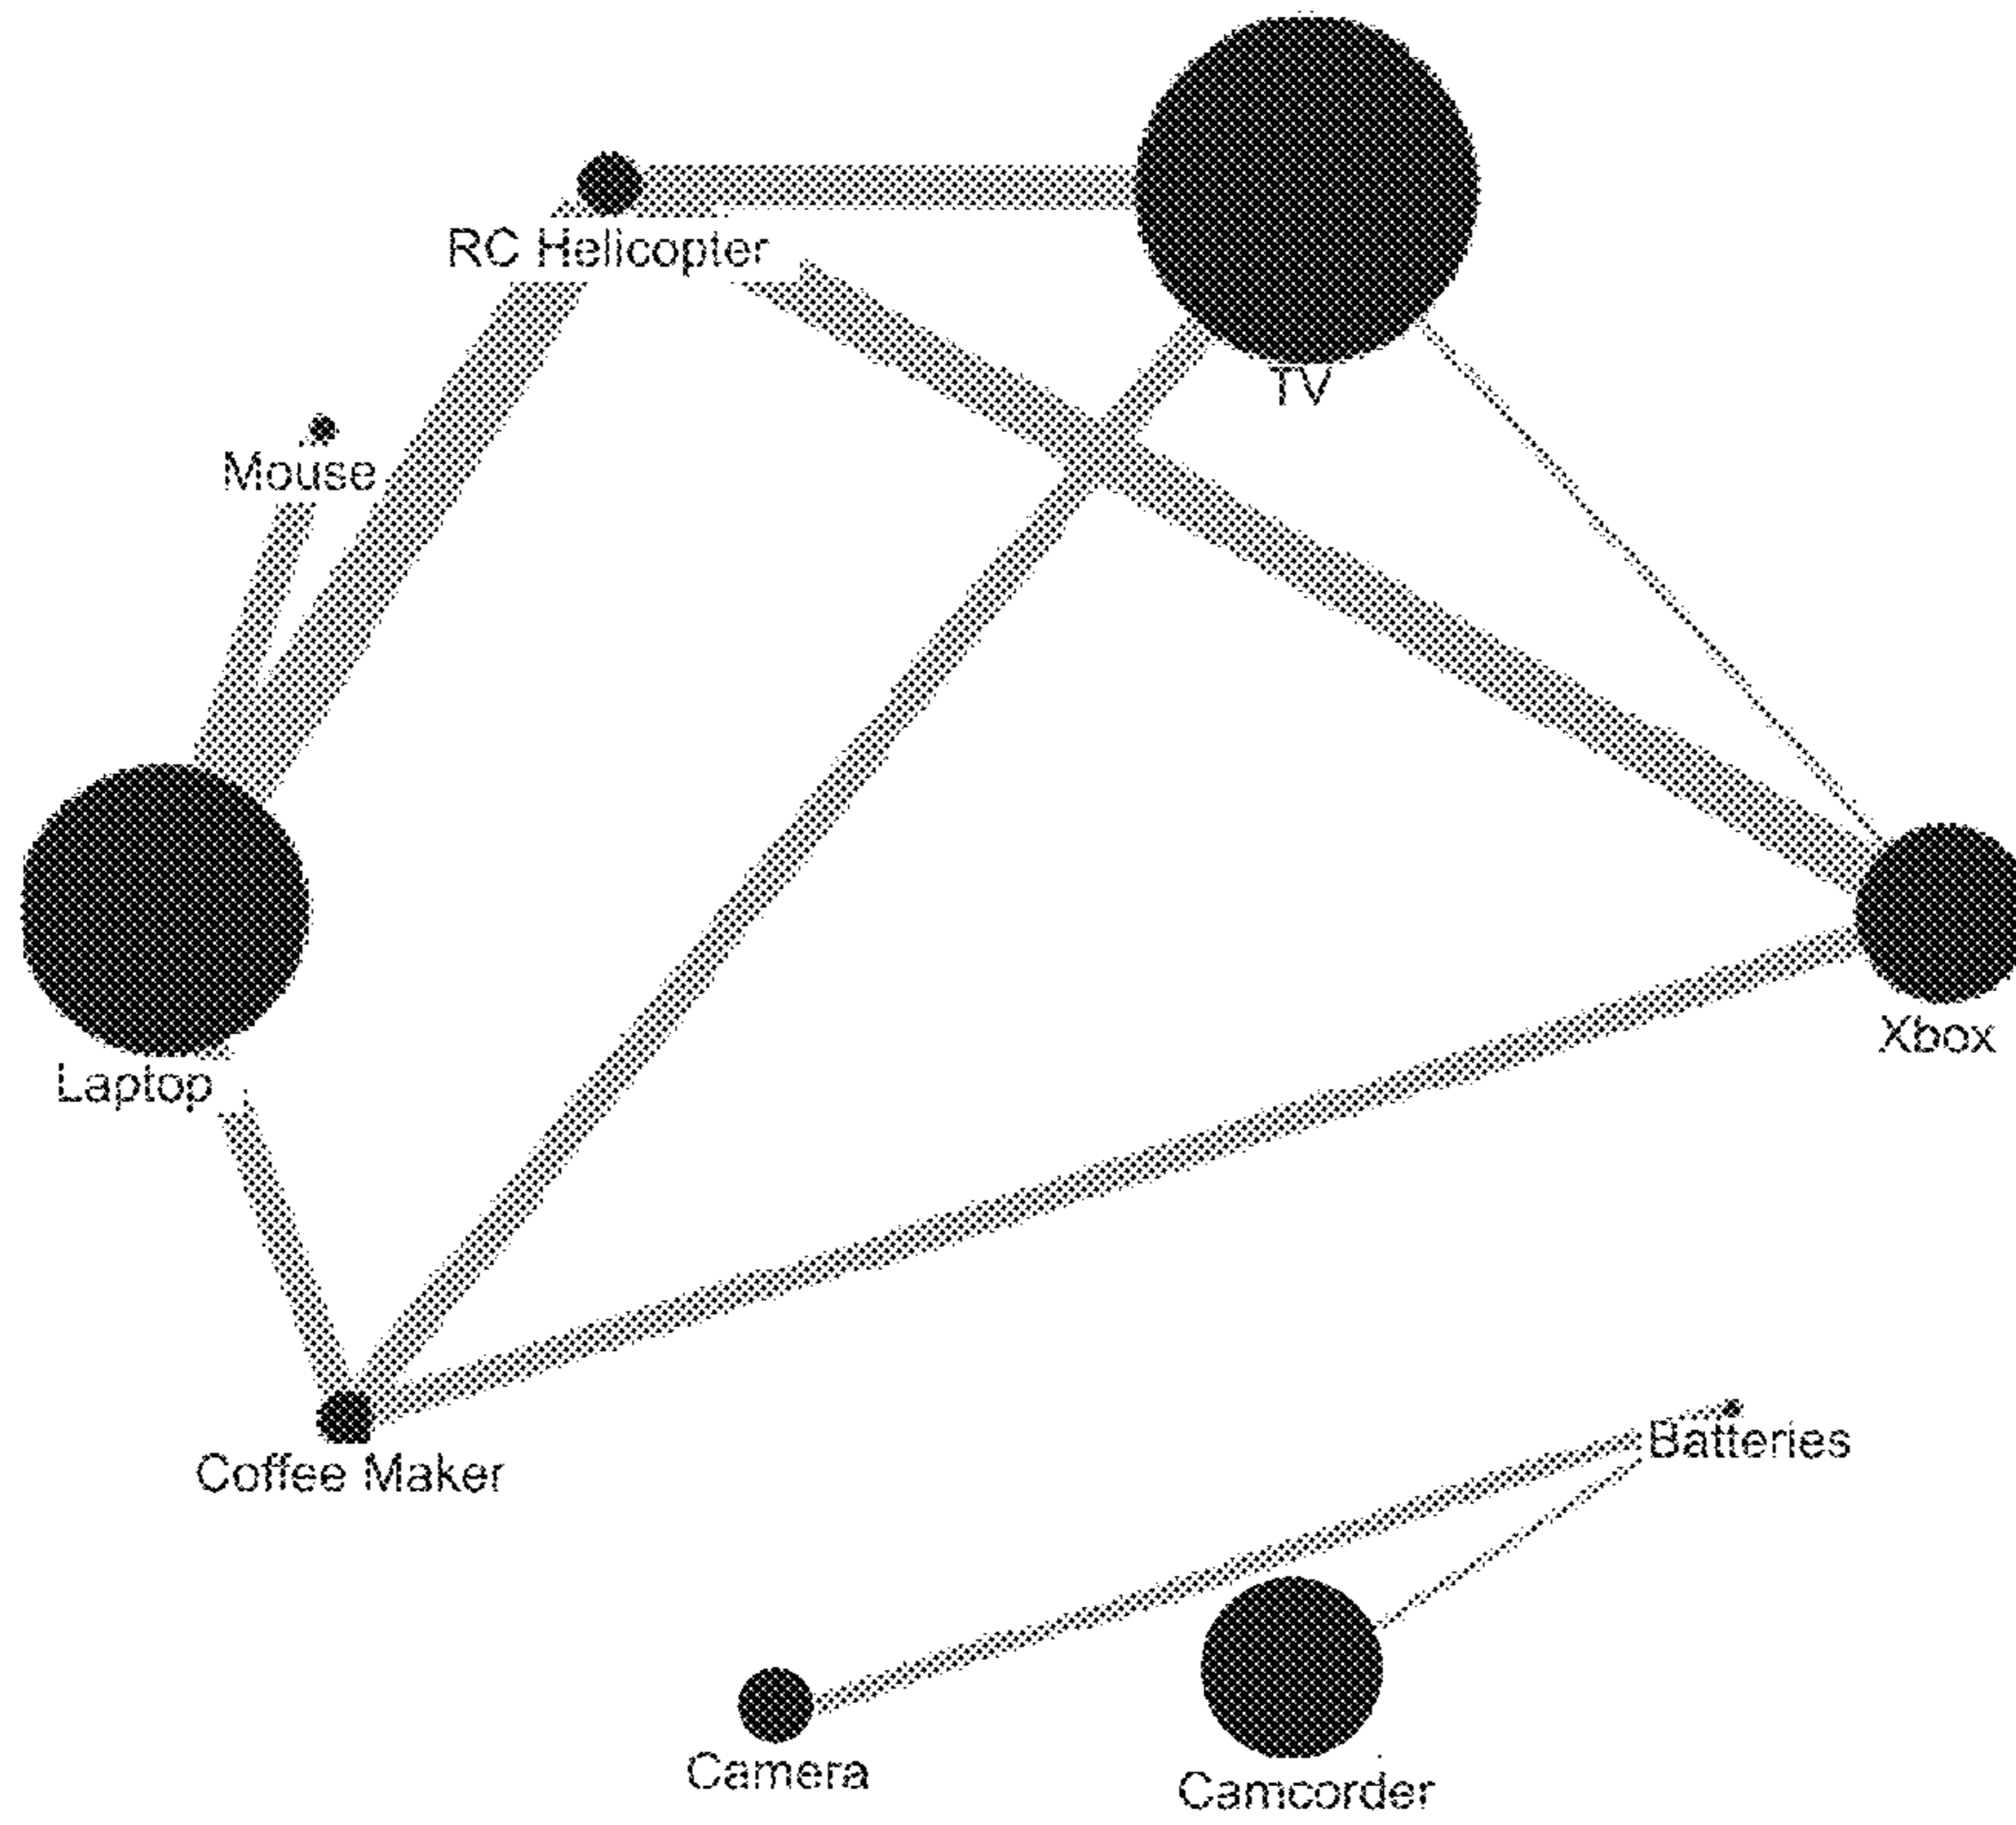 RC Helicopter
TV
Mouse
Laptop
Xbox
Coffee Maker
Batteries
Camera
Camcorder